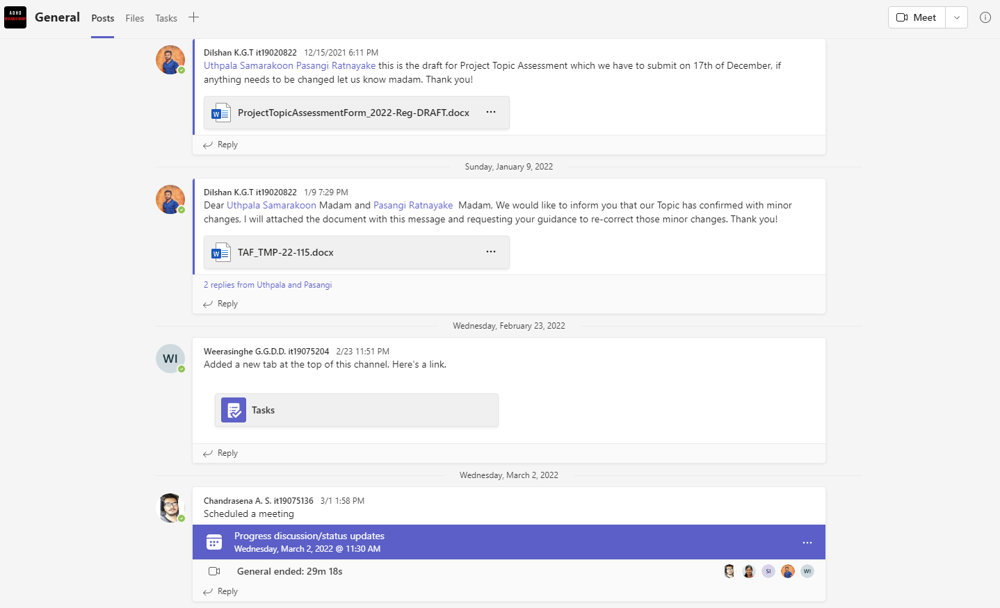 ADHD
RESEARCH GROUP
General
Posts
Files
Tasks
Meet
Dilshan K.G.T it19020822 12/15/2021 6:11 PM
Uthpala Samarakoon Pasangi Ratnayake this is the draft for Project Topic Assessment which we have to submit on 17th of December, if
anything needs to be changed let us know madam. Thank you!
W
ProjectTopicAssessmentForm_2022-Reg-DRAFT.docx
Reply
Sunday, January 9, 2022
Dilshan K.G.T it19020822 1/9 7:29 PM
Dear Uthpala Samarakoon Madam and Pasangi Ratnayake Madam, We would like to inform you that our Topic has confirmed with minor
changes, I will attached the document with this message and requesting your guidance to re-correct those minor changes. Thank you!
W
TAF_TMP-22-115.docx
2 replies from Uthpala and Pasangi
Reply
Wednesday, February 23, 2022
WI
Weerasinghe G.G.D.D. it19075204 2/23 11:51 PM
Added a new tab at the top of this channel. Here's a link.
Tasks
Reply
Wednesday, March 2, 2022
Chandrasena A. S. it19075136 3/1 1:58 PM
Scheduled a meeting
Progress discussion/status updates
Wednesday, March 2, 2022 @ 11:30 AM
General ended: 29m 18s
SI
WI
Reply